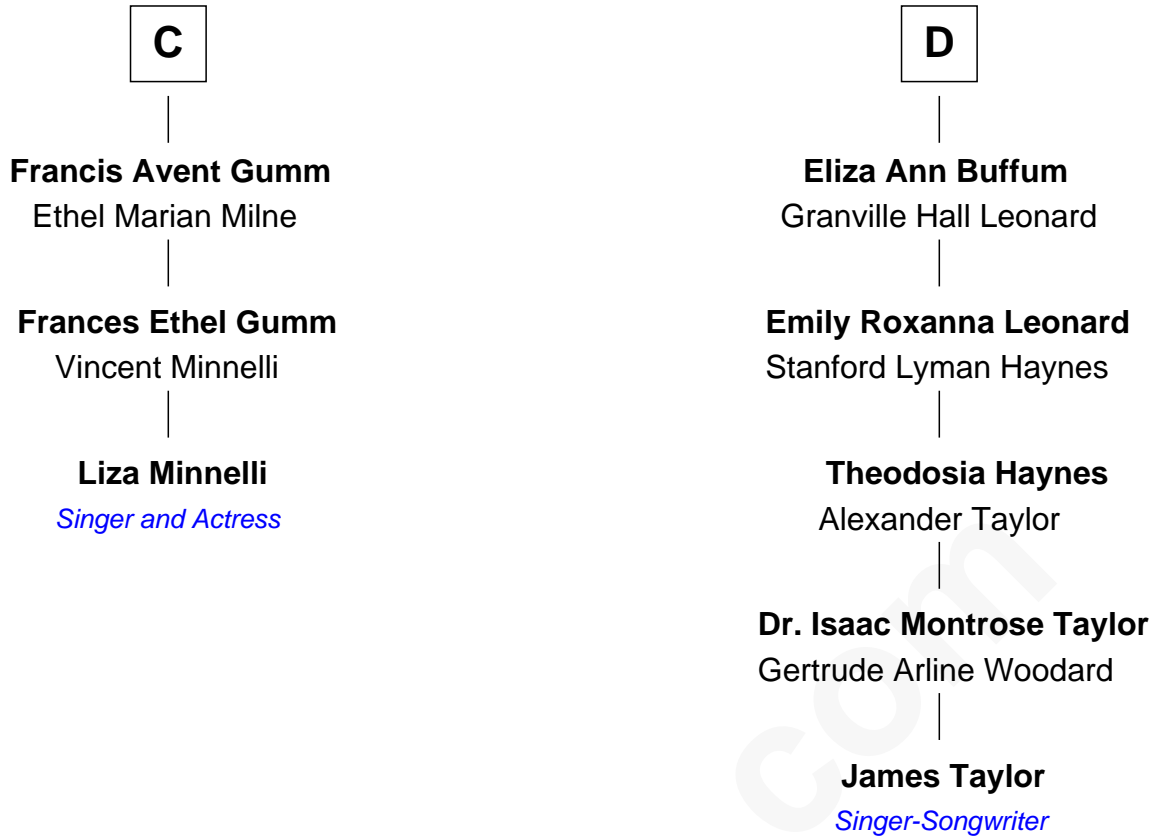 C
Francis Avent Gumm
Ethel Marian Milne
Frances Ethel Gumm
Vincent Minnelli
Liza Minnelli
Singer and Actress
D
Eliza Ann Buffum
Granville Hall Leonard
Emily Roxanna Leonard
Stanford Lyman Haynes
Theodosia Haynes
Alexander Taylor
Dr. Isaac Montrose Taylor
Gertrude Arline Woodard
James Taylor
Singer-Songwriter
com